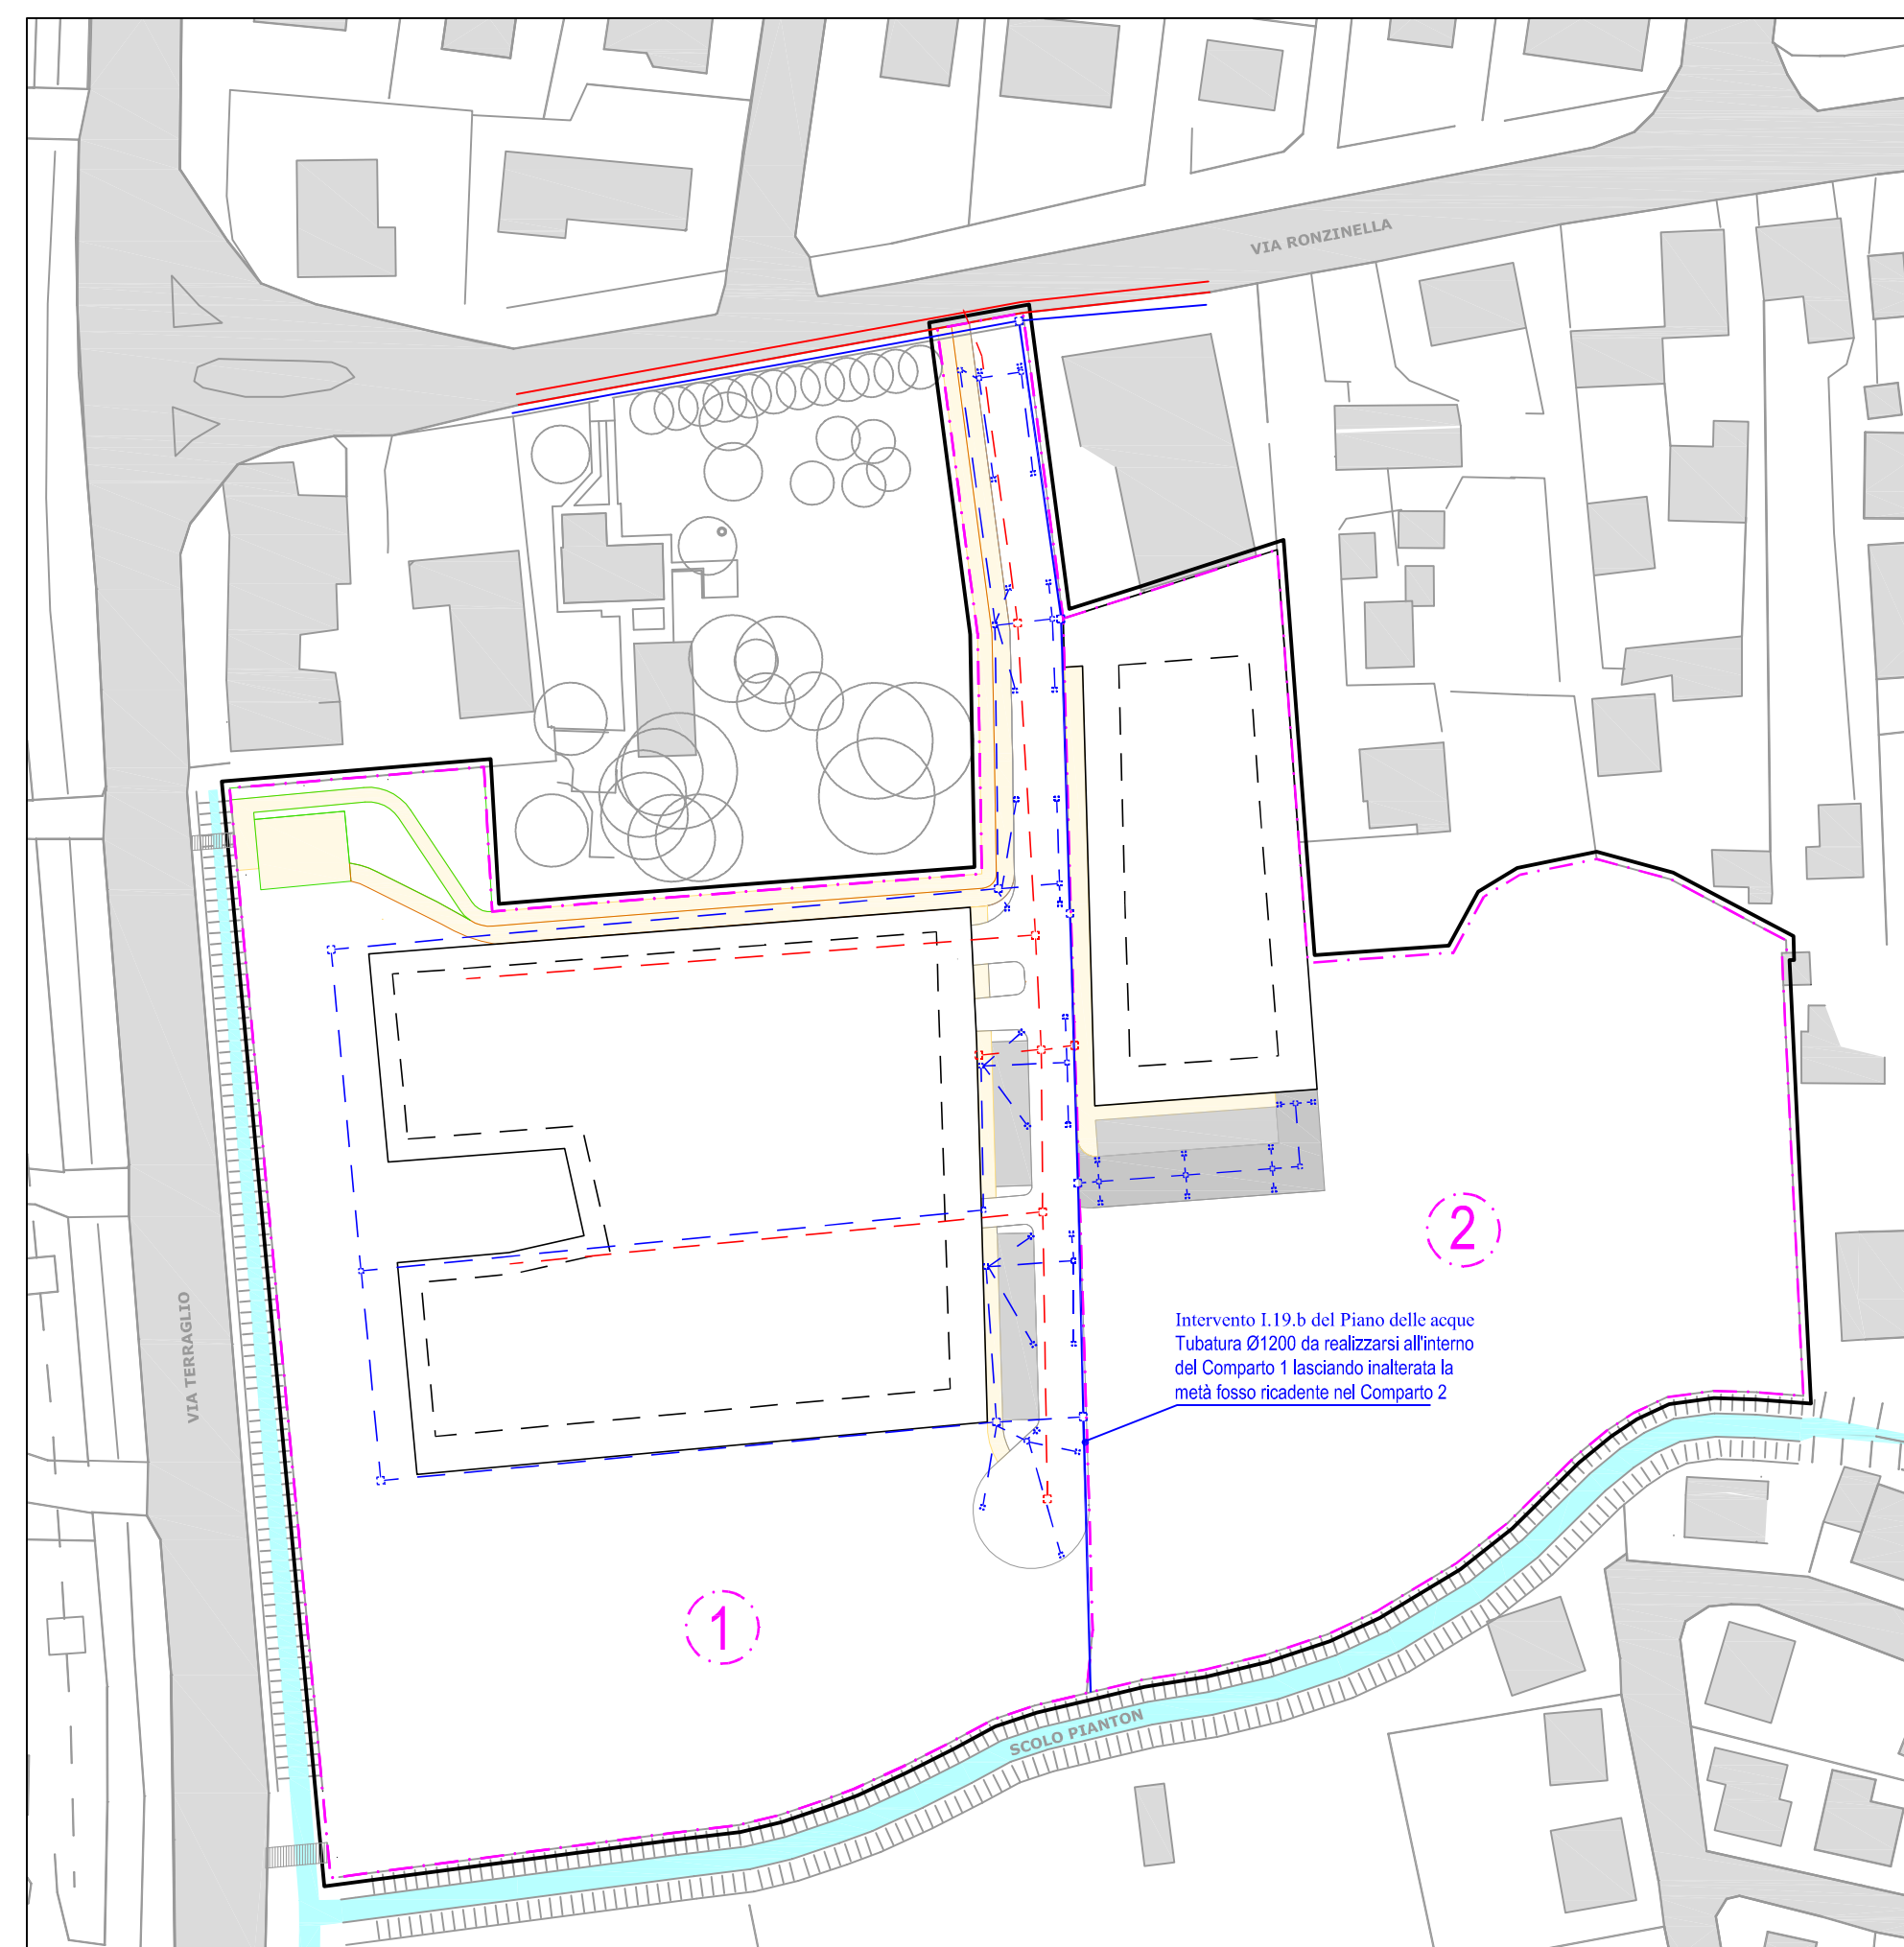 VIA RONZINELLA
2
Intervento I.19.b del Piano delle acque
Tubatura Ø1200 da realizzarsi all'interno
del Comparto 1 lasciando inalterata la
metà fosso ricadente nel Comparto 2
VIA TERRAGLIO
1
SCOLO PIANTON